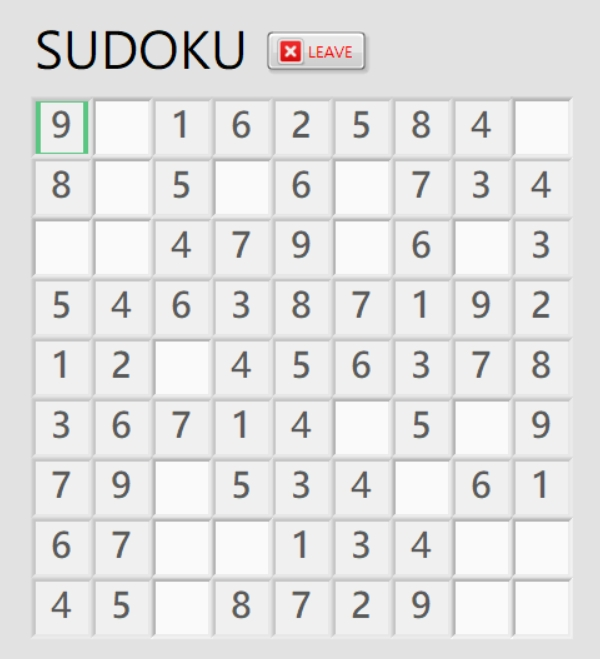 SUDOKU LEAVE
9 1 6 2 5 8 4
8 5 6 7 3 4
4 7 9 6 3
5 4 6 3 8 7 1 9 2
1 2 4 5 6 3 7 8
3 6 7 1 4 5 9
7 9 5 3 4 6 1
6 7 1 3 4
4 5 8 7 2 9